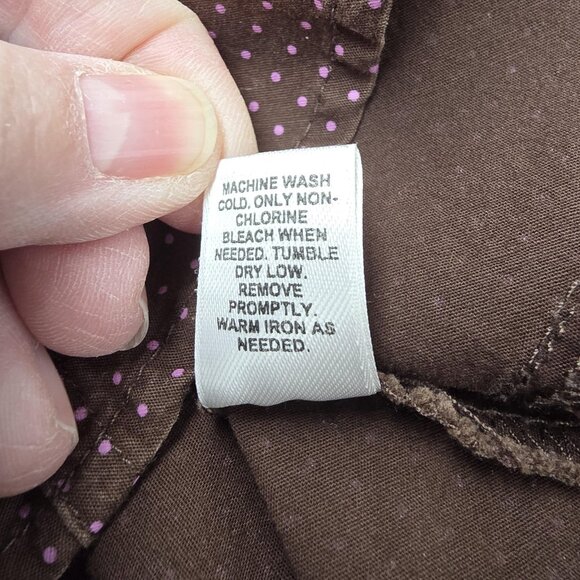 MACHINE WASH
COLD. ONLY NON-
CHLORINE
BLEACH WHEN
NEEDED. TUMBLE
DRY LOW.
REMOVE
PROMPTLY.
WARM IRON AS
NEEDED.